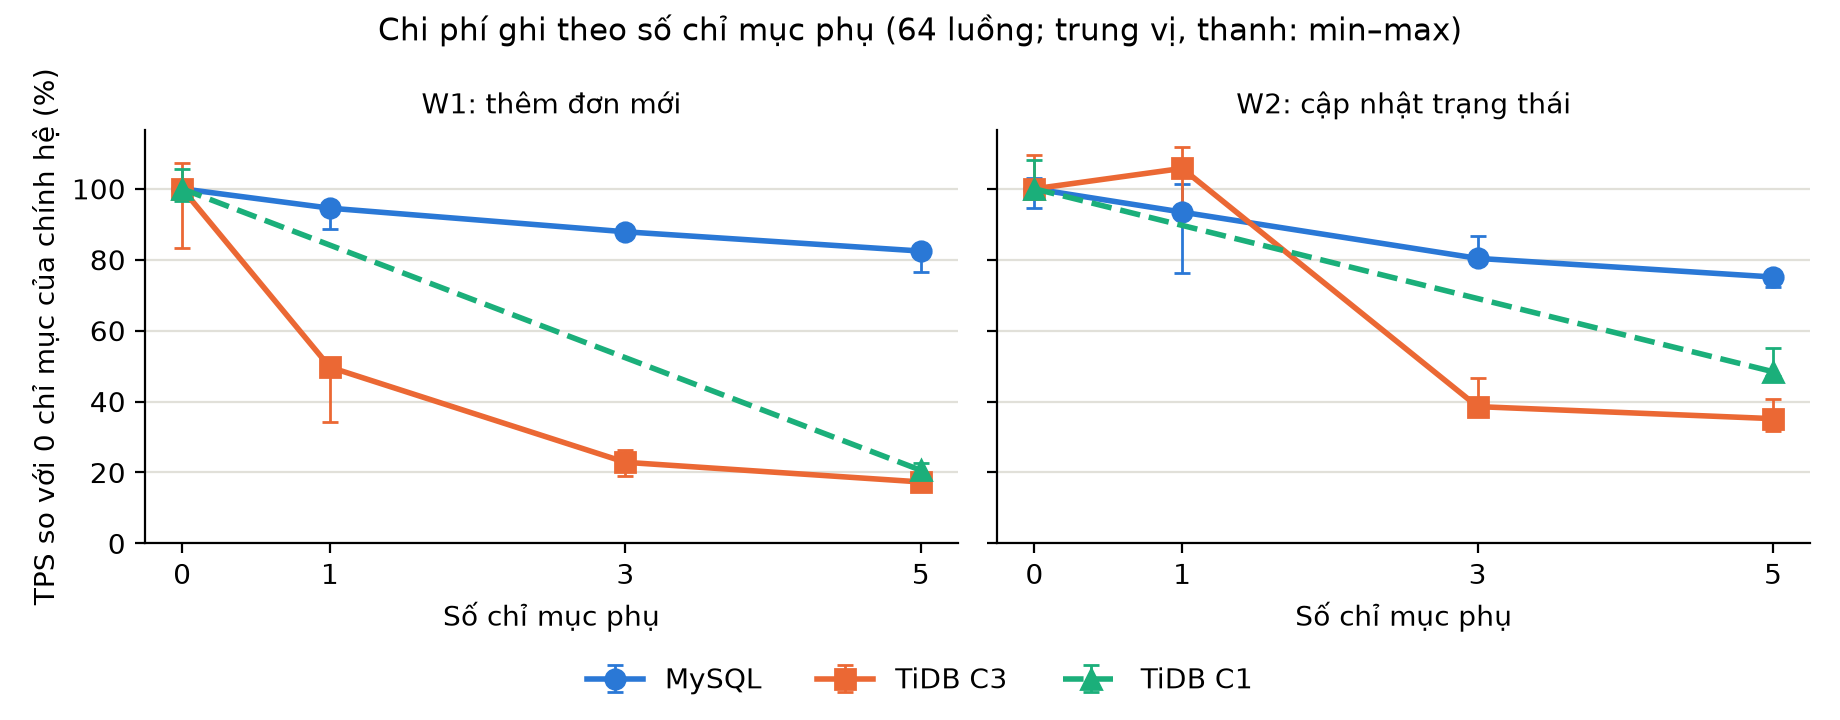 Chi phí ghi theo số chỉ mục phụ (64 luồng; trung vị, thanh: min–max)
TPS so với 0 chỉ mục của chính hệ (%)
W1: thêm đơn mới
100
80
60
40
20
0
0 1 3 5
Số chỉ mục phụ
W2: cập nhật trạng thái
0 1 3 5
Số chỉ mục phụ
MySQL TiDB C3 TiDB C1